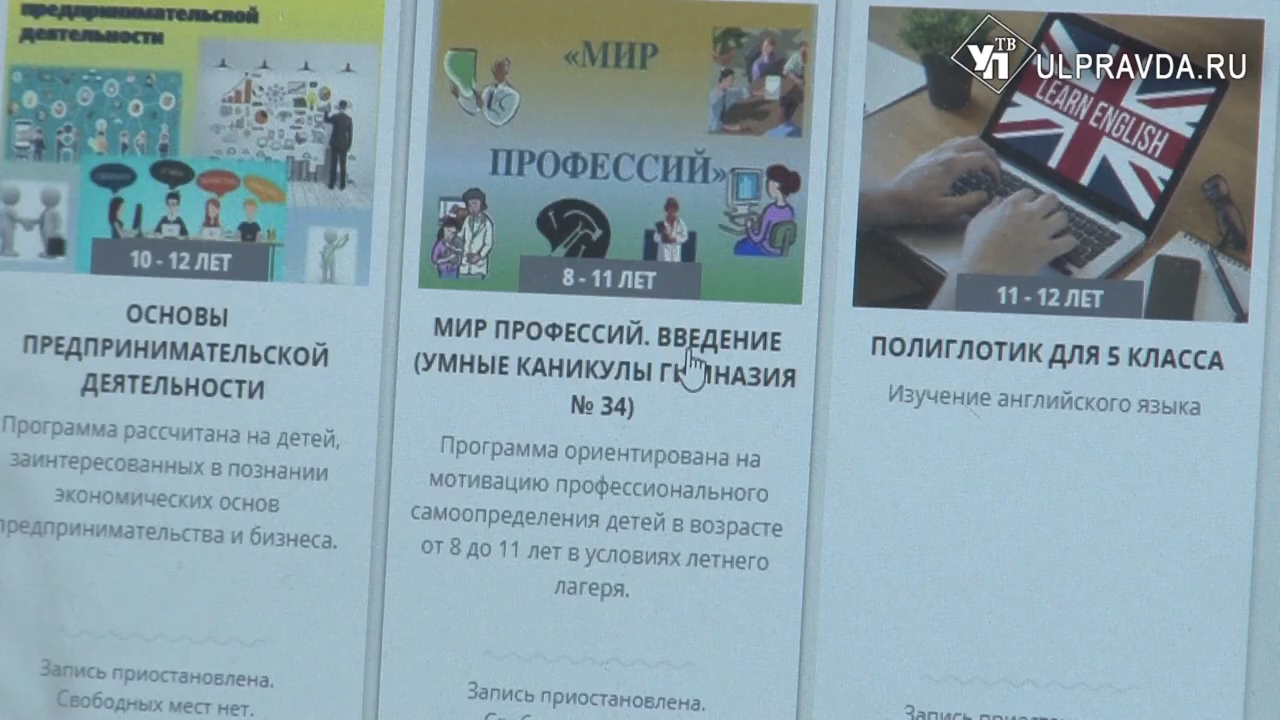 предпринимательской
деятельности
10 - 12 ЛЕТ
ОСНОВЫ
ПРЕДПРИНИМАТЕЛЬСКОЙ
ДЕЯТЕЛЬНОСТИ
Программа рассчитана на детей,
заинтересованных в познании
экономических основ
предпринимательства и бизнеса.
Запись приостановлена.
Свободных мест нет.
«МИР
ПРОФЕССИЙ»
8 - 11 ЛЕТ
МИР ПРОФЕССИЙ. ВВЕДЕНИЕ
(УМНЫЕ КАНИКУЛЫ ГИМНАЗИЯ
№ 34)
Программа ориентирована на
мотивацию профессионального
самоопределения детей в возрасте
от 8 до 11 лет в условиях летнего
лагеря.
Запись приостановлена.
УП ТВ ULPRAVDA.RU
LEARN ENGLISH
11 - 12 ЛЕТ
ПОЛИГЛОТИК ДЛЯ 5 КЛАССА
Изучение английского языка